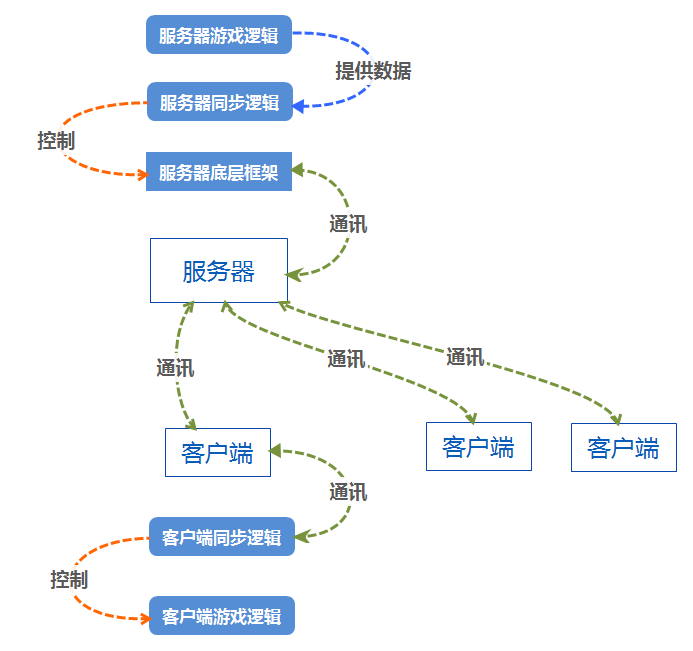 服务器游戏逻辑
提供数据
服务器同步逻辑
控制
服务器底层框架
通讯
服务器
通讯
通讯
通讯
客户端
客户端
客户端
通讯
客户端同步逻辑
控制
客户端游戏逻辑